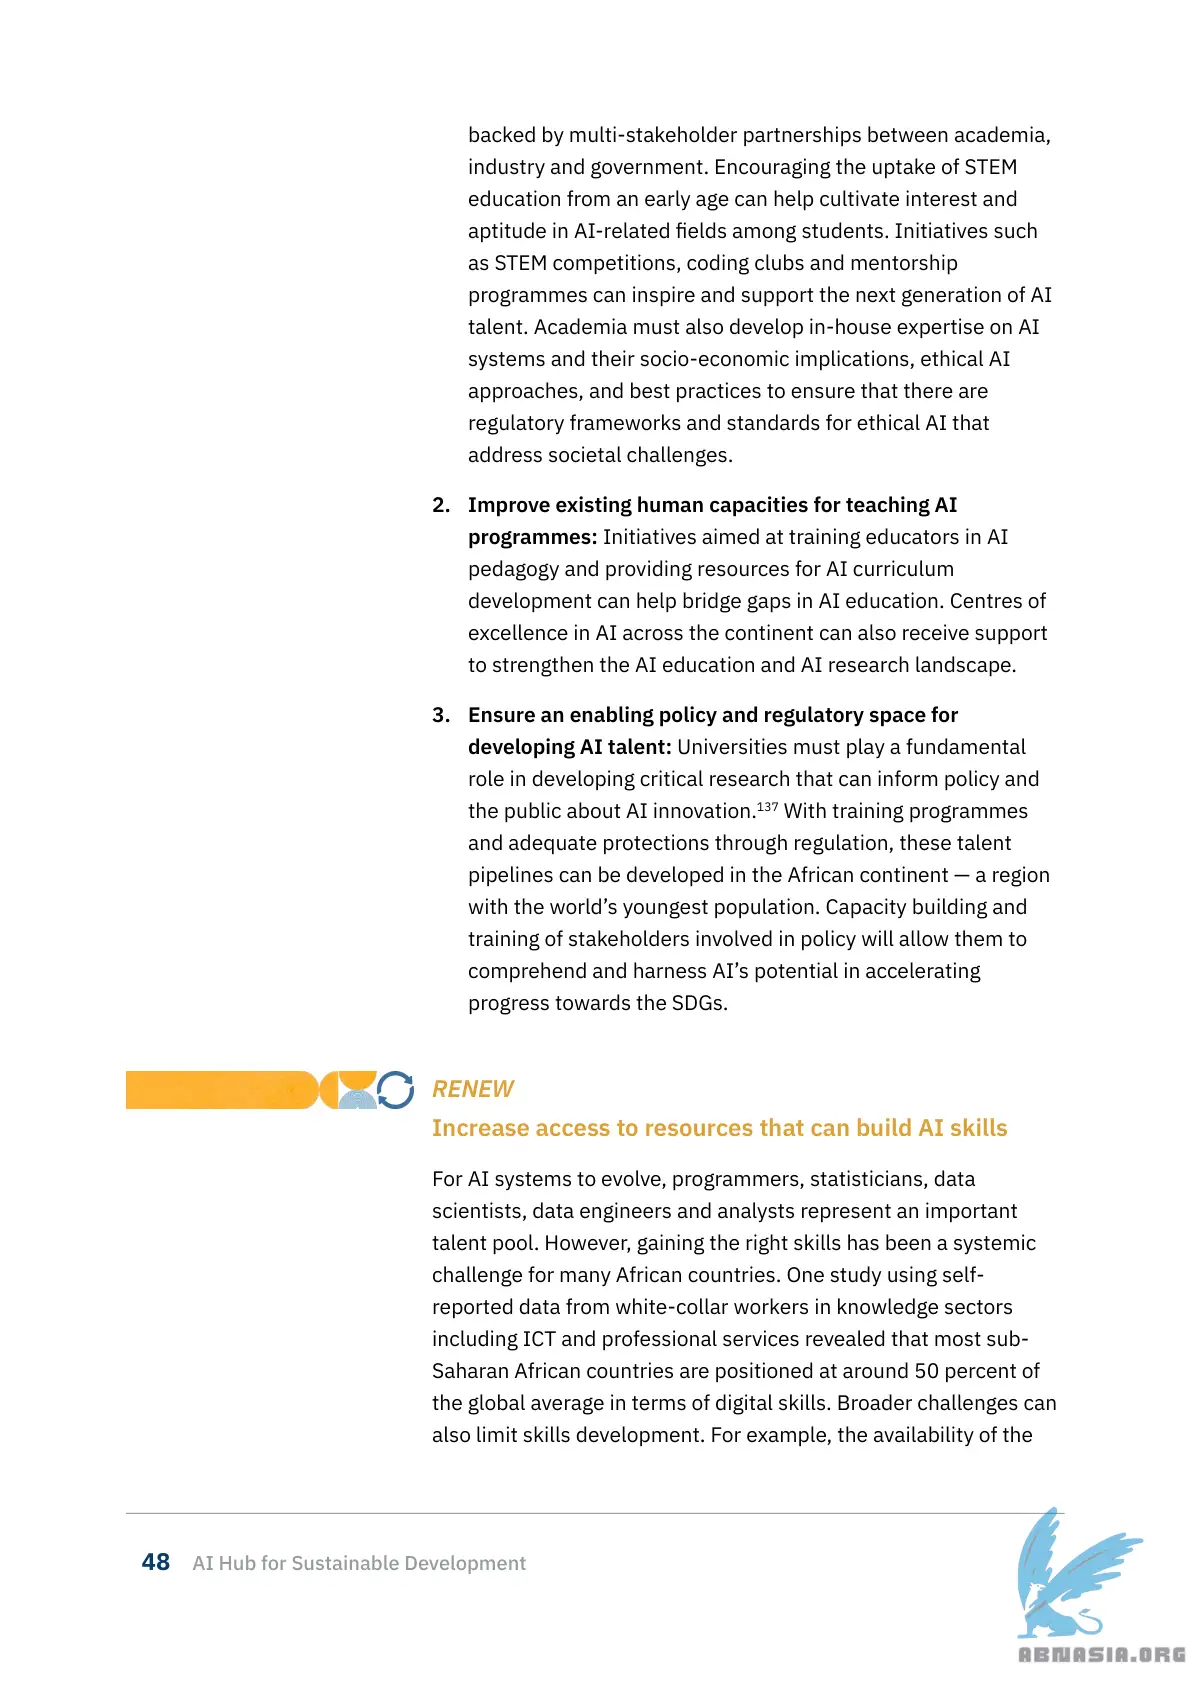 backed by multi-stakeholder partnerships between academia,
industry and government. Encouraging the uptake of STEM
education from an early age can help cultivate interest and
aptitude in AI-related fields among students. Initiatives such
as STEM competitions, coding clubs and mentorship
programmes can inspire and support the next generation of AI
talent. Academia must also develop in-house expertise on AI
systems and their socio-economic implications, ethical AI
approaches, and best practices to ensure that there are
regulatory frameworks and standards for ethical AI that
address societal challenges.
2. Improve existing human capacities for teaching AI
programmes: Initiatives aimed at training educators in AI
pedagogy and providing resources for AI curriculum
development can help bridge gaps in AI education. Centres of
excellence in AI across the continent can also receive support
to strengthen the AI education and AI research landscape.
3. Ensure an enabling policy and regulatory space for
developing AI talent: Universities must play a fundamental
role in developing critical research that can inform policy and
the public about AI innovation.137 With training programmes
and adequate protections through regulation, these talent
pipelines can be developed in the African continent — a region
with the world’s youngest population. Capacity building and
training of stakeholders involved in policy will allow them to
comprehend and harness AI’s potential in accelerating
progress towards the SDGs.
RENEW
Increase access to resources that can build AI skills
For AI systems to evolve, programmers, statisticians, data
scientists, data engineers and analysts represent an important
talent pool. However, gaining the right skills has been a systemic
challenge for many African countries. One study using self-
reported data from white-collar workers in knowledge sectors
including ICT and professional services revealed that most sub-
Saharan African countries are positioned at around 50 percent of
the global average in terms of digital skills. Broader challenges can
also limit skills development. For example, the availability of the
48 AI Hub for Sustainable Development
ABNASIA.ORG